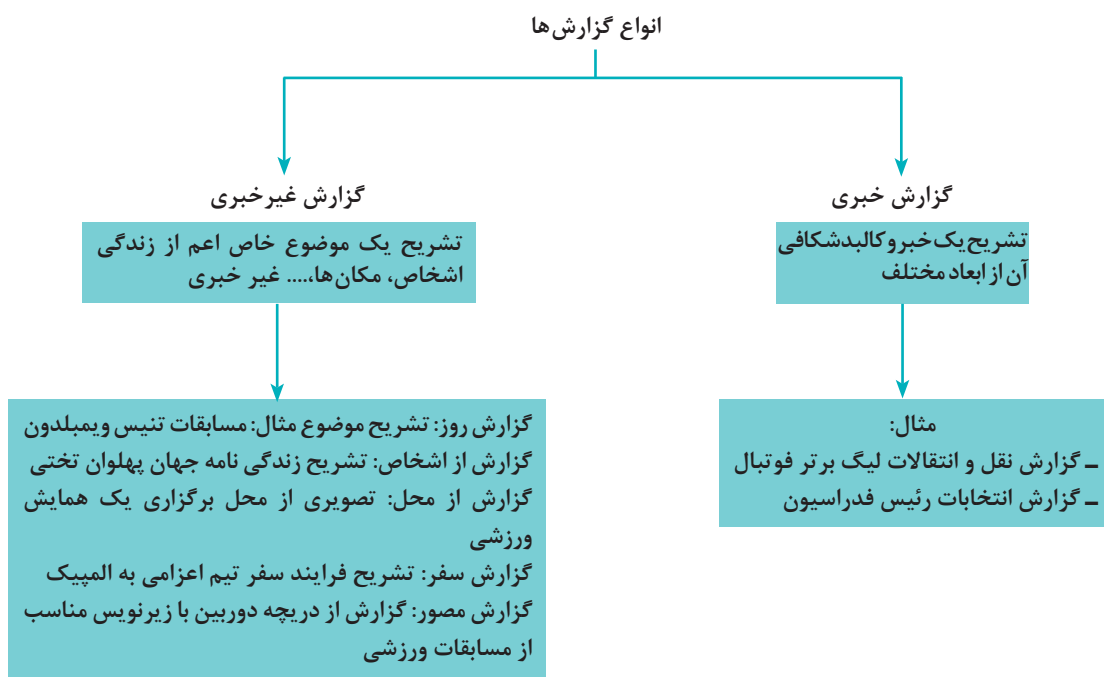 انواع گزارش‌ها
گزارش خبری
تشریح یک خبر و کالبدشکافی
آن از ابعاد مختلف
مثال:
ـ گزارش نقل و انتقالات لیگ برتر فوتبال
ـ گزارش انتخابات رئیس فدراسیون
گزارش غیرخبری
تشریح یک موضوع خاص اعم از زندگی
اشخاص، مکان‌ها،.... غیر خبری
گزارش روز: تشریح موضوع مثال: مسابقات تنیس ویمبلدون
گزارش از اشخاص: تشریح زندگی نامه جهان پهلوان تختی
گزارش از محل: تصویری از محل برگزاری یک همایش
ورزشی
گزارش سفر: تشریح فرایند سفر تیم اعزامی به المپیک
گزارش مصور: گزارش از دریچه دوربین با زیرنویس مناسب
از مسابقات ورزشی